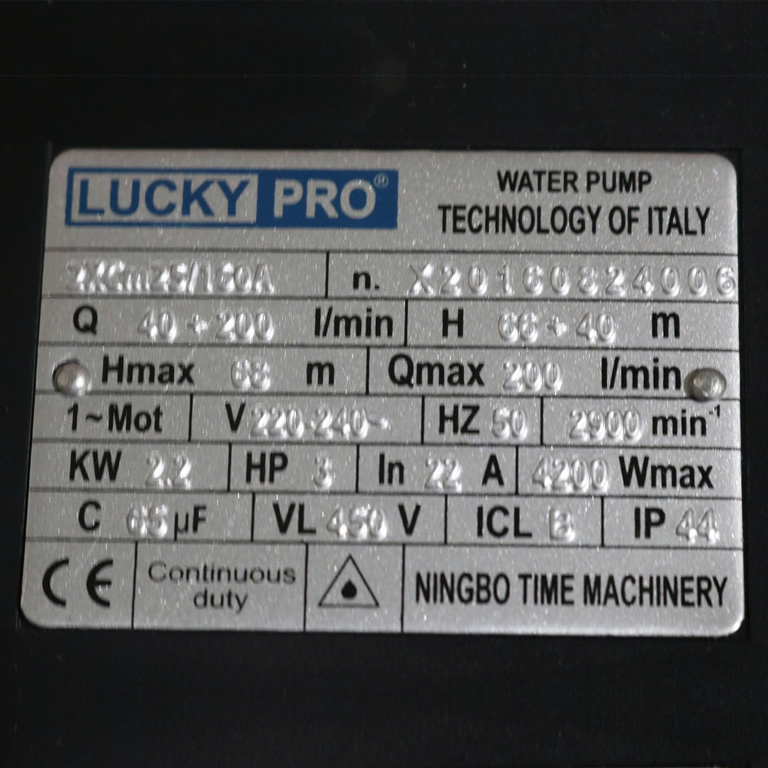 LUCKY PRO®
WATER PUMP
TECHNOLOGY OF ITALY
2XCm25/160A n. X20160824006
Q 40÷200 l/min H 66÷40 m
Hmax 68 m Qmax 200 l/min
1~Mot V 220-240~ HZ 50 2900 min-1
KW 2.2 HP 3 In 22 A 4200 Wmax
C 65 µF VL 450 V ICL B IP 44
CE Continuous duty NINGBO TIME MACHINERY